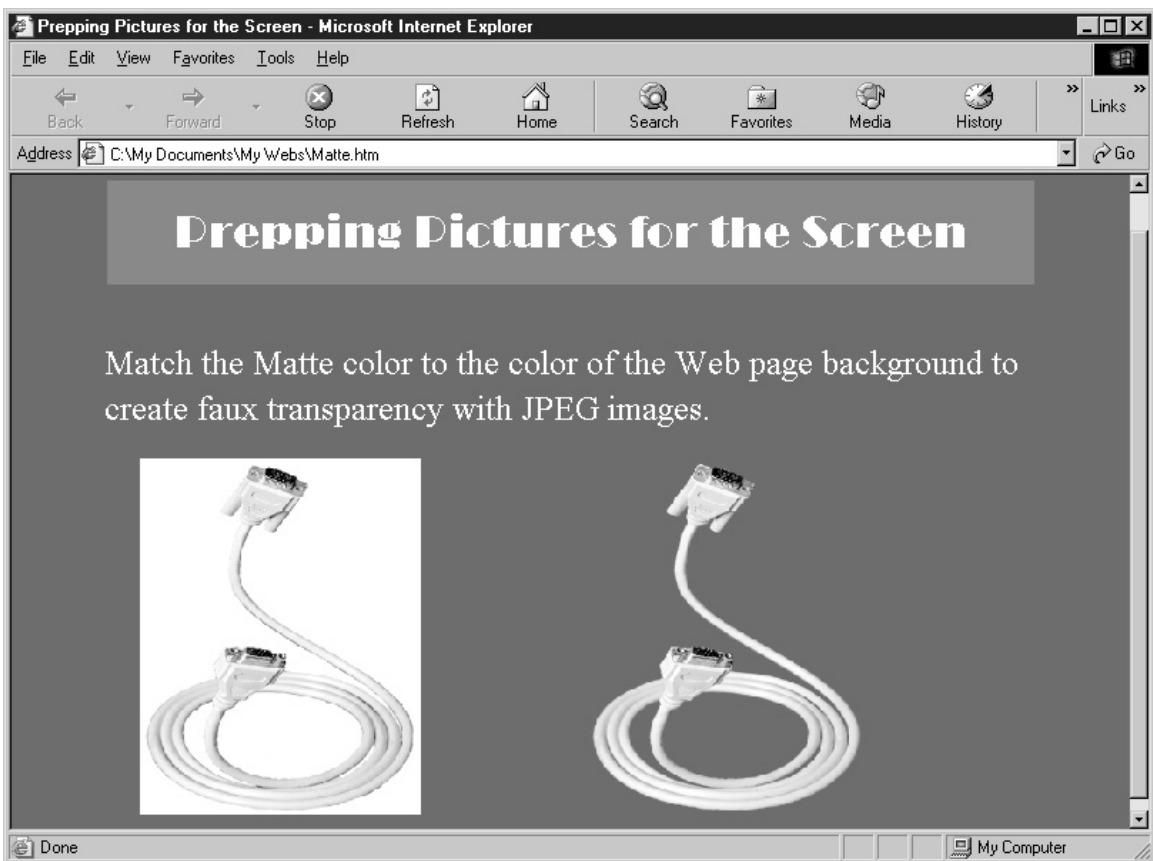 Prepping Pictures for the Screen - Microsoft Internet Explorer
File Edit View Favorites Tools Help
Back Forward Stop Refresh Home Search Favorites Media History » Links »
Address C:\My Documents\My Webs\Matte.htm Go
Prepping Pictures for the Screen
Match the Matte color to the color of the Web page background to
create faux transparency with JPEG images.
Done My Computer